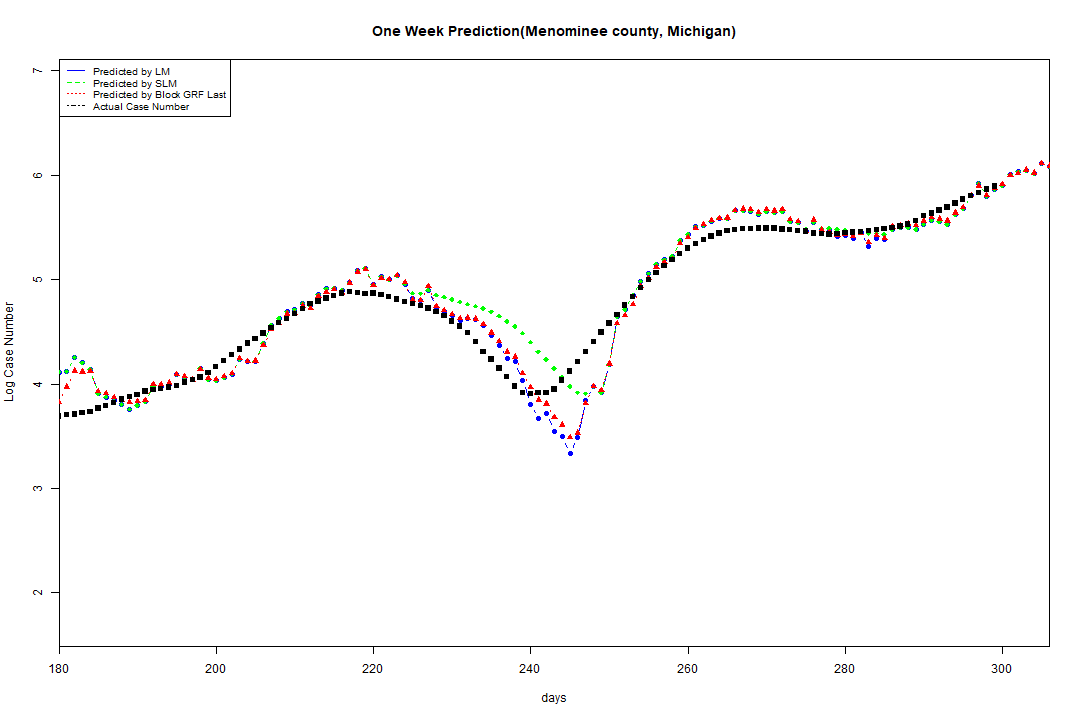 One Week Prediction(Menominee county, Michigan)
Predicted by LM
Predicted by SLM
Predicted by Block GRF Last
Actual Case Number
7
6
5
4
3
2
Log Case Number
180 200 220 240 260 280 300
days